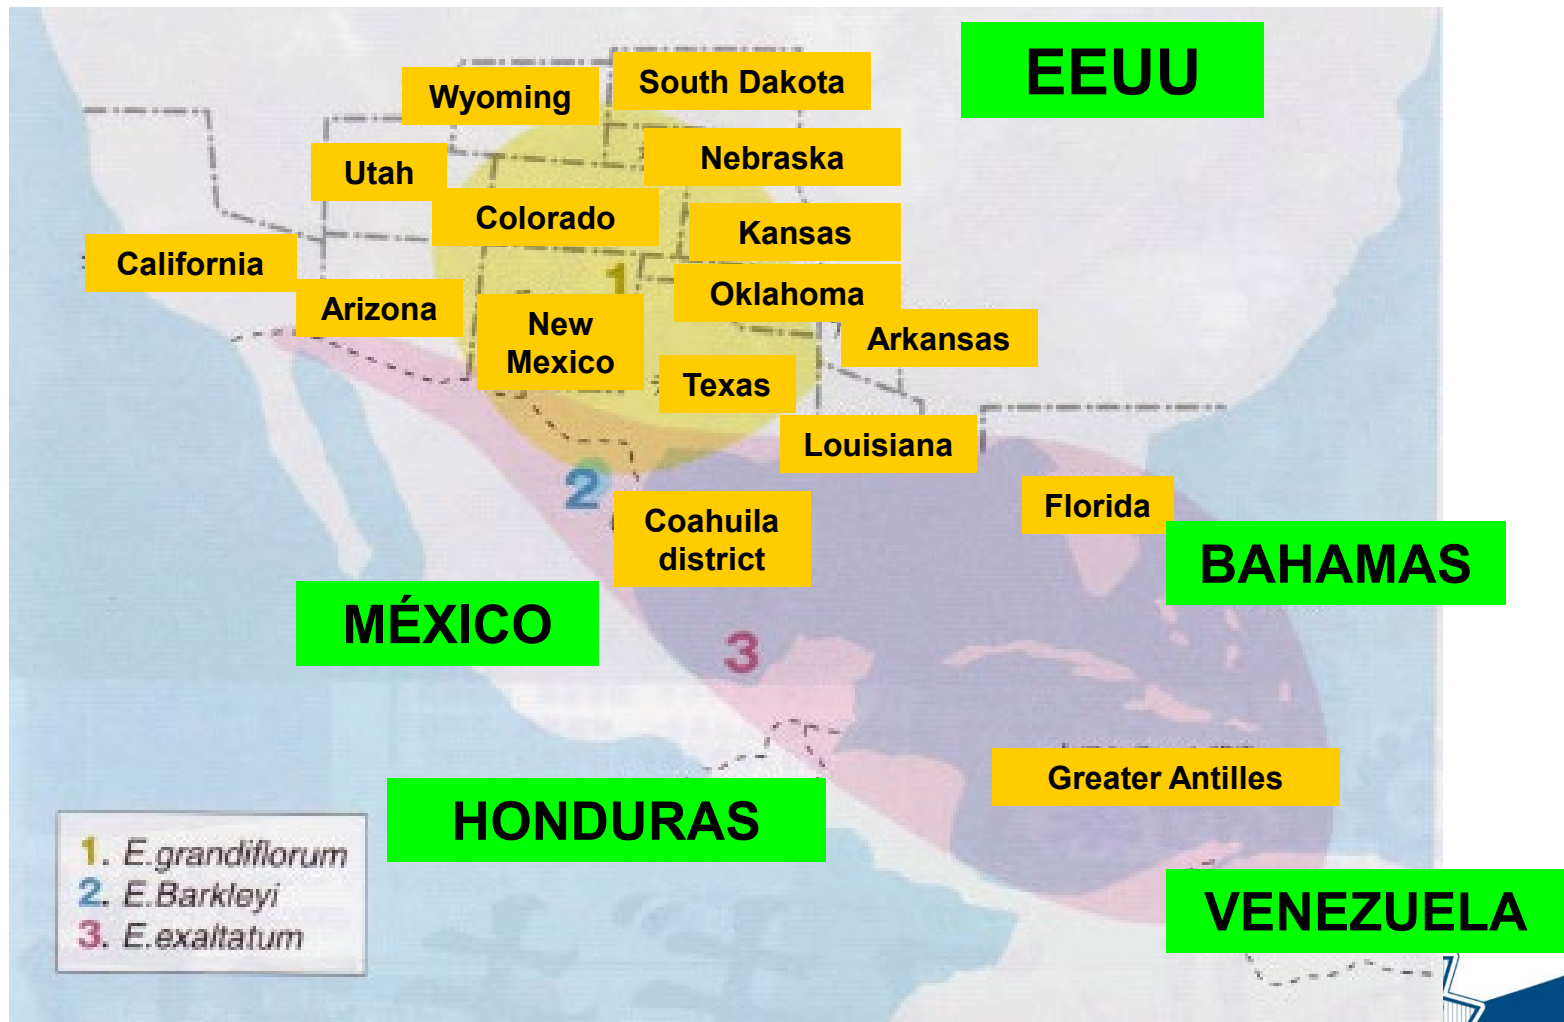 EEUU
South Dakota
Wyoming
Nebraska
Utah
Colorado
Kansas
California
1
Oklahoma
Arizona
New
Mexico
Arkansas
Texas
Louisiana
2
Florida
Coahuila
district
BAHAMAS
MÉXICO
3
Greater Antilles
HONDURAS
1. E.grandiflorum
2. E.Barkleyi
3. E.exaltatum
VENEZUELA